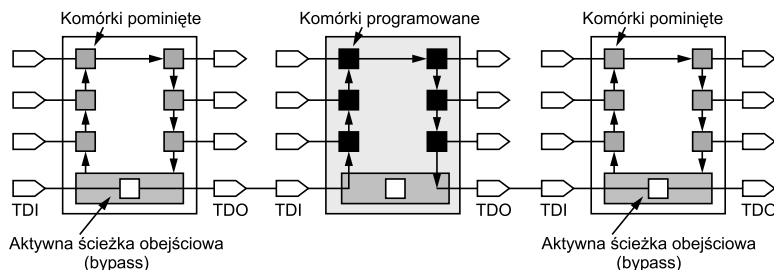 Komórki pominięte
Komórki programowane
Komórki pominięte
TDI
TDO
TDI
TDO
TDI
TDO
Aktywna ścieżka obejściowa
(bypass)
Aktywna ścieżka obejściowa
(bypass)